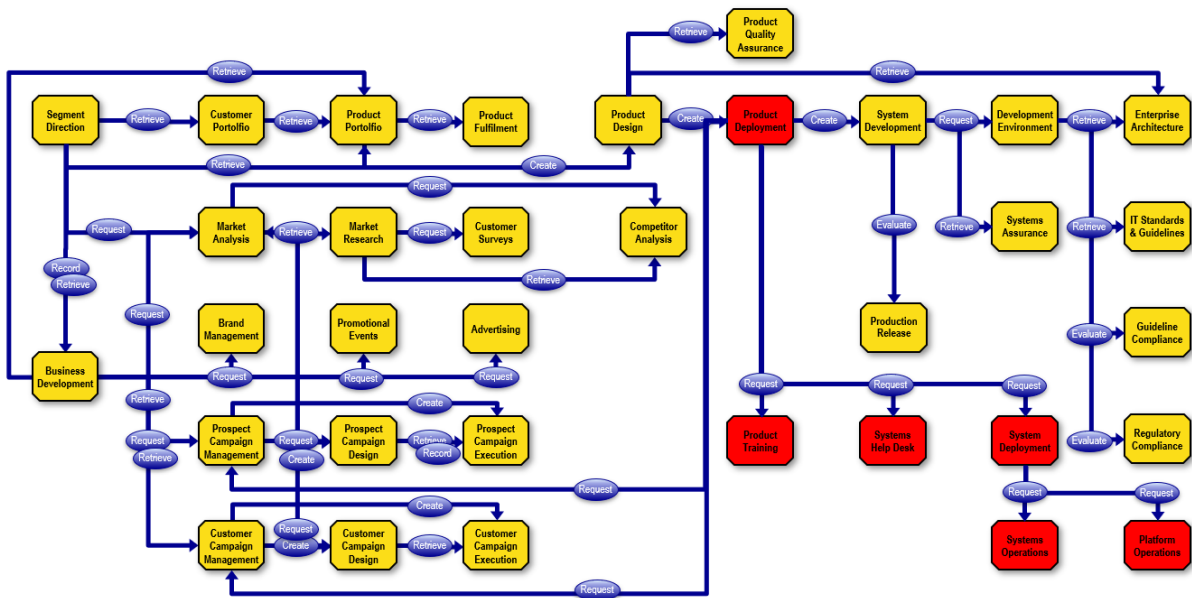 Product
Quality
Assurance
Retrieve
Retrieve
Retrieve
Segment
Direction
Retrieve
Customer
Portolfio
Retrieve
Product
Portolfio
Retrieve
Product
Fulfilment
Product
Design
Create
Product
Deployment
Create
System
Development
Request
Development
Environment
Retrieve
Enterprise
Architecture
Retrieve
Create
Request
Request
Market
Analysis
Retrieve
Market
Research
Request
Customer
Surveys
Competitor
Analysis
Evaluate
Retrieve
Systems
Assurance
Retrieve
IT Standards
& Guidelines
Record
Retrieve
Retrieve
Request
Brand
Management
Promotional
Events
Advertising
Production
Release
Evaluate
Guideline
Compliance
Business
Development
Request
Request
Request
Request
Request
Request
Retrieve
Create
Request
Prospect
Campaign
Management
Request
Prospect
Campaign
Design
Retrieve
Record
Prospect
Campaign
Execution
Product
Training
Systems
Help Desk
System
Deployment
Evaluate
Regulatory
Compliance
Retrieve
Create
Request
Request
Request
Create
Request
Customer
Campaign
Management
Create
Customer
Campaign
Design
Retrieve
Customer
Campaign
Execution
Systems
Operations
Platform
Operations
Request